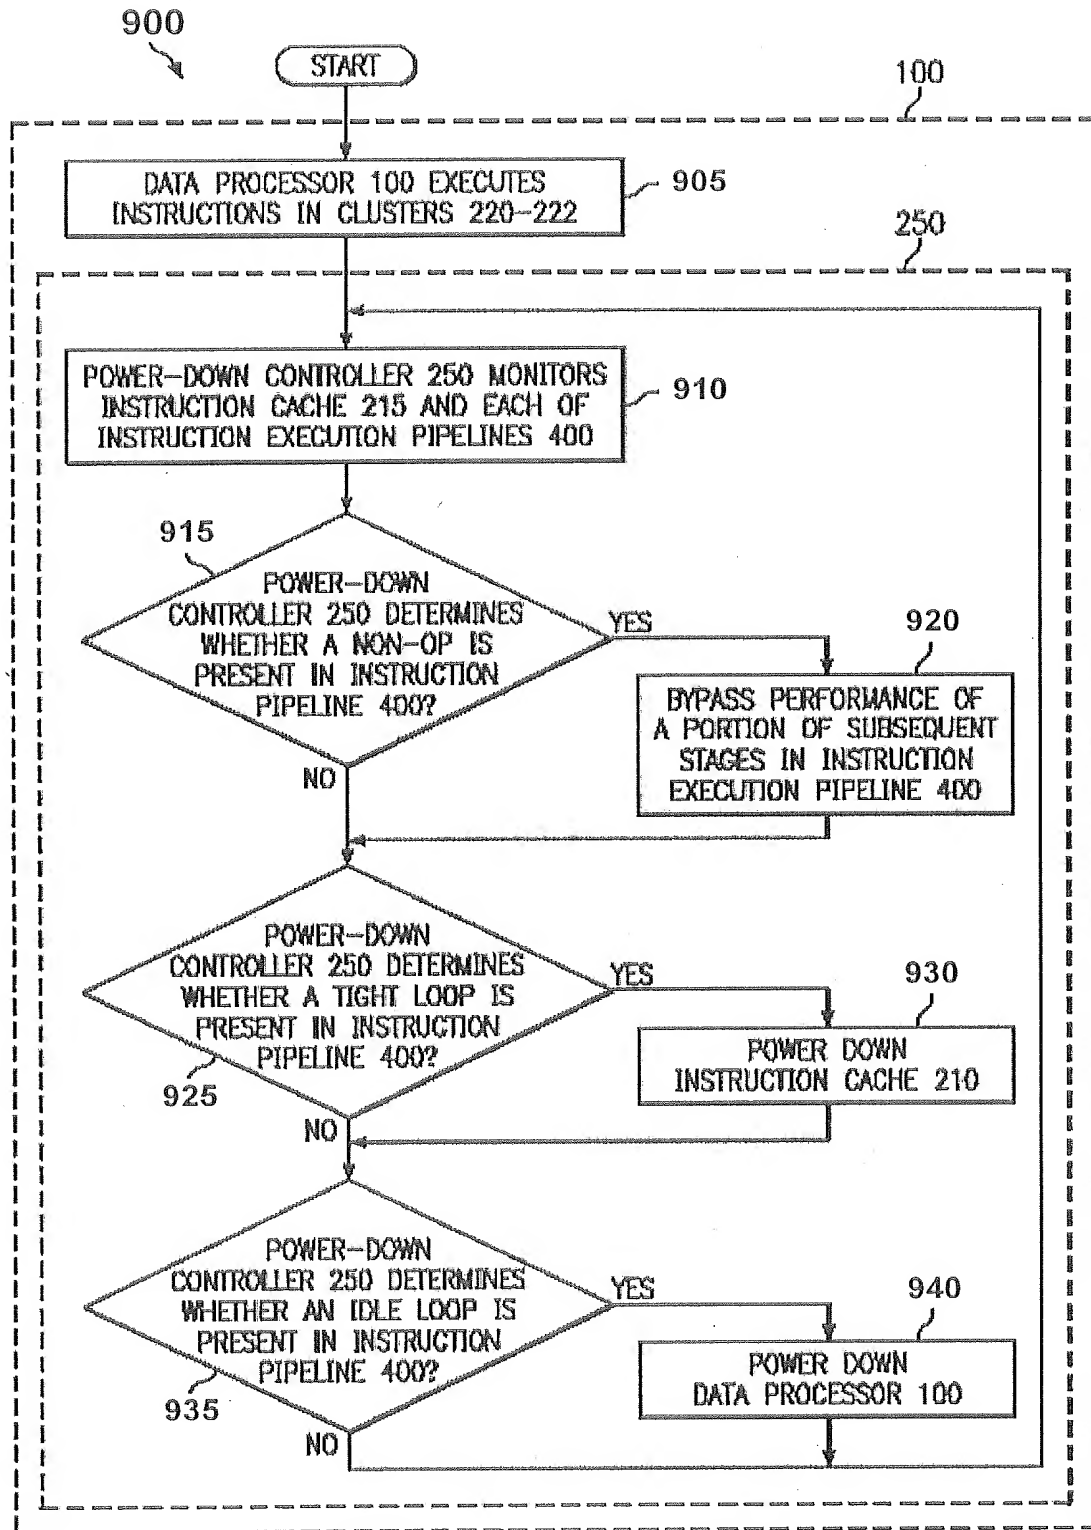 900
START
100
DATA PROCESSOR 100 EXECUTES
INSTRUCTIONS IN CLUSTERS 220-222
905
250
POWER-DOWN CONTROLLER 250 MONITORS
INSTRUCTION CACHE 215 AND EACH OF
INSTRUCTION EXECUTION PIPELINES 400
910
915
POWER-DOWN
CONTROLLER 250 DETERMINES
WHETHER A NON-OP IS
PRESENT IN INSTRUCTION
PIPELINE 400?
YES
920
BYPASS PERFORMANCE OF
A PORTION OF SUBSEQUENT
STAGES IN INSTRUCTION
EXECUTION PIPELINE 400
NO
POWER-DOWN
CONTROLLER 250 DETERMINES
WHETHER A TIGHT LOOP IS
PRESENT IN INSTRUCTION
PIPELINE 400?
925
YES
930
POWER DOWN
INSTRUCTION CACHE 210
NO
POWER-DOWN
CONTROLLER 250 DETERMINES
WHETHER AN IDLE LOOP IS
PRESENT IN INSTRUCTION
PIPELINE 400?
935
YES
940
POWER DOWN
DATA PROCESSOR 100
NO